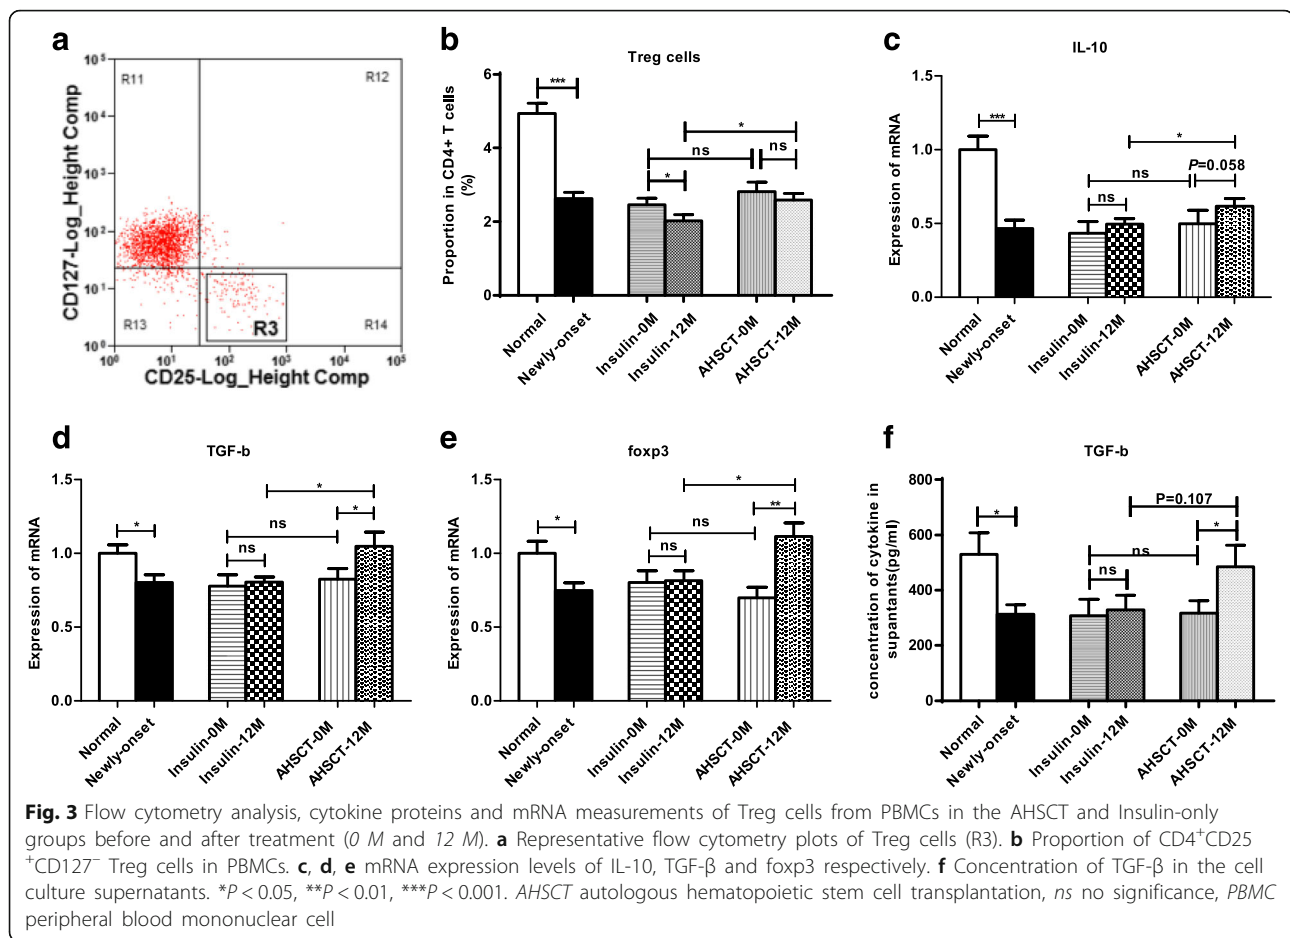 a
CD127-Log_Height Comp
10⁵
10⁴
10³
10²
10¹
10⁰
R11
R12
R13
R3
R14
10⁰ 10¹ 10² 10³ 10⁴ 10⁵
CD25-Log_Height Comp
b
Treg cells
Proportion in CD4+ T cells
(%)
6
4
2
0
***
*
ns
ns
*
Normal
Newly-onset
Insulin-0M
Insulin-12M
AHSCT-0M
AHSCT-12M
c
IL-10
Expression of mRNA
1.5
1.0
0.5
0.0
***
*
ns
P=0.058
ns
Normal
Newly-onset
Insulin-0M
Insulin-12M
AHSCT-0M
AHSCT-12M
d
TGF-b
Expression of mRNA
1.5
1.0
0.5
0.0
*
*
ns
*
ns
Normal
Newly-onset
Insulin-0M
Insulin-12M
AHSCT-0M
AHSCT-12M
e
foxp3
Expression of mRNA
1.5
1.0
0.5
0.0
*
*
ns
**
ns
Normal
Newly-onset
Insulin-0M
Insulin-12M
AHSCT-0M
AHSCT-12M
f
TGF-b
concentration of cytokine in
supantants(pg/ml)
800
600
400
200
0
P=0.107
*
*
ns
ns
Normal
Newly-onset
Insulin-0M
Insulin-12M
AHSCT-0M
AHSCT-12M
Fig. 3 Flow cytometry analysis, cytokine proteins and mRNA measurements of Treg cells from PBMCs in the AHSCT and Insulin-only
groups before and after treatment (0 M and 12 M). a Representative flow cytometry plots of Treg cells (R3). b Proportion of CD4⁺CD25
⁺CD127⁻ Treg cells in PBMCs. c, d, e mRNA expression levels of IL-10, TGF-β and foxp3 respectively. f Concentration of TGF-β in the cell
culture supernatants. *P < 0.05, **P < 0.01, ***P < 0.001. AHSCT autologous hematopoietic stem cell transplantation, ns no significance, PBMC
peripheral blood mononuclear cell